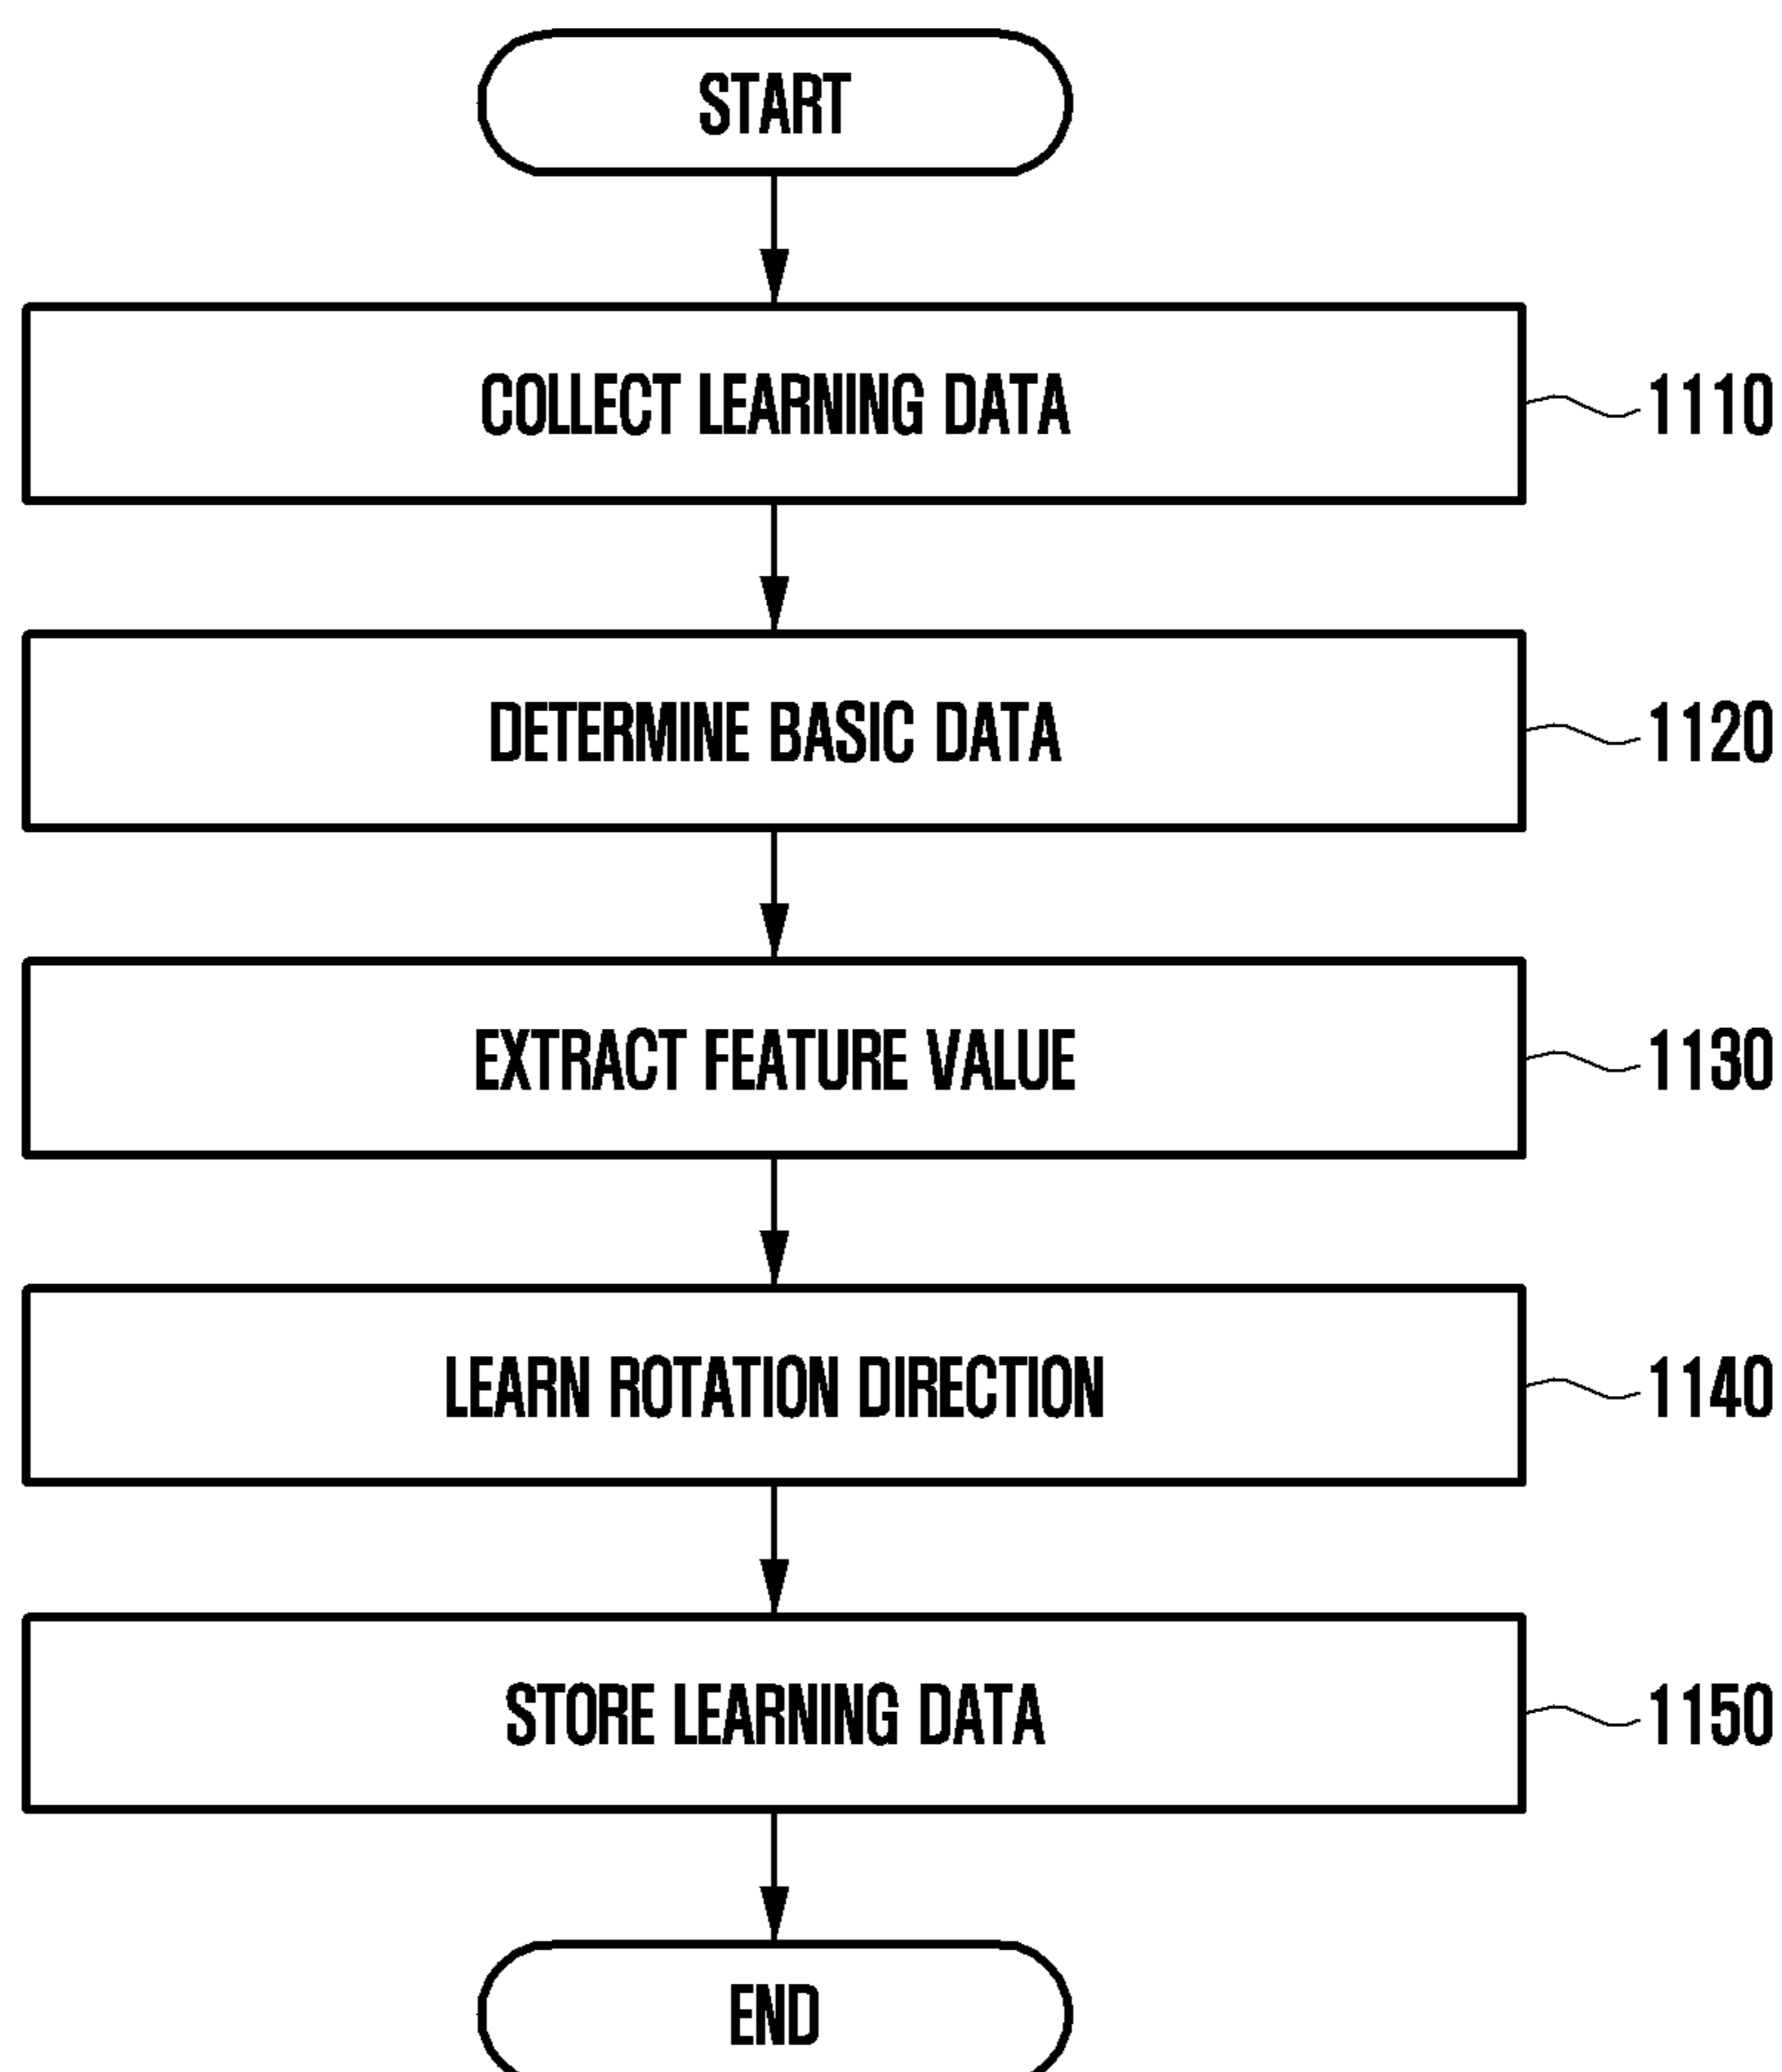 START
COLLECT LEARNING DATA
1110
DETERMINE BASIC DATA
1120
EXTRACT FEATURE VALUE
1130
LEARN ROTATION DIRECTION
1140
STORE LEARNING DATA
1150
END